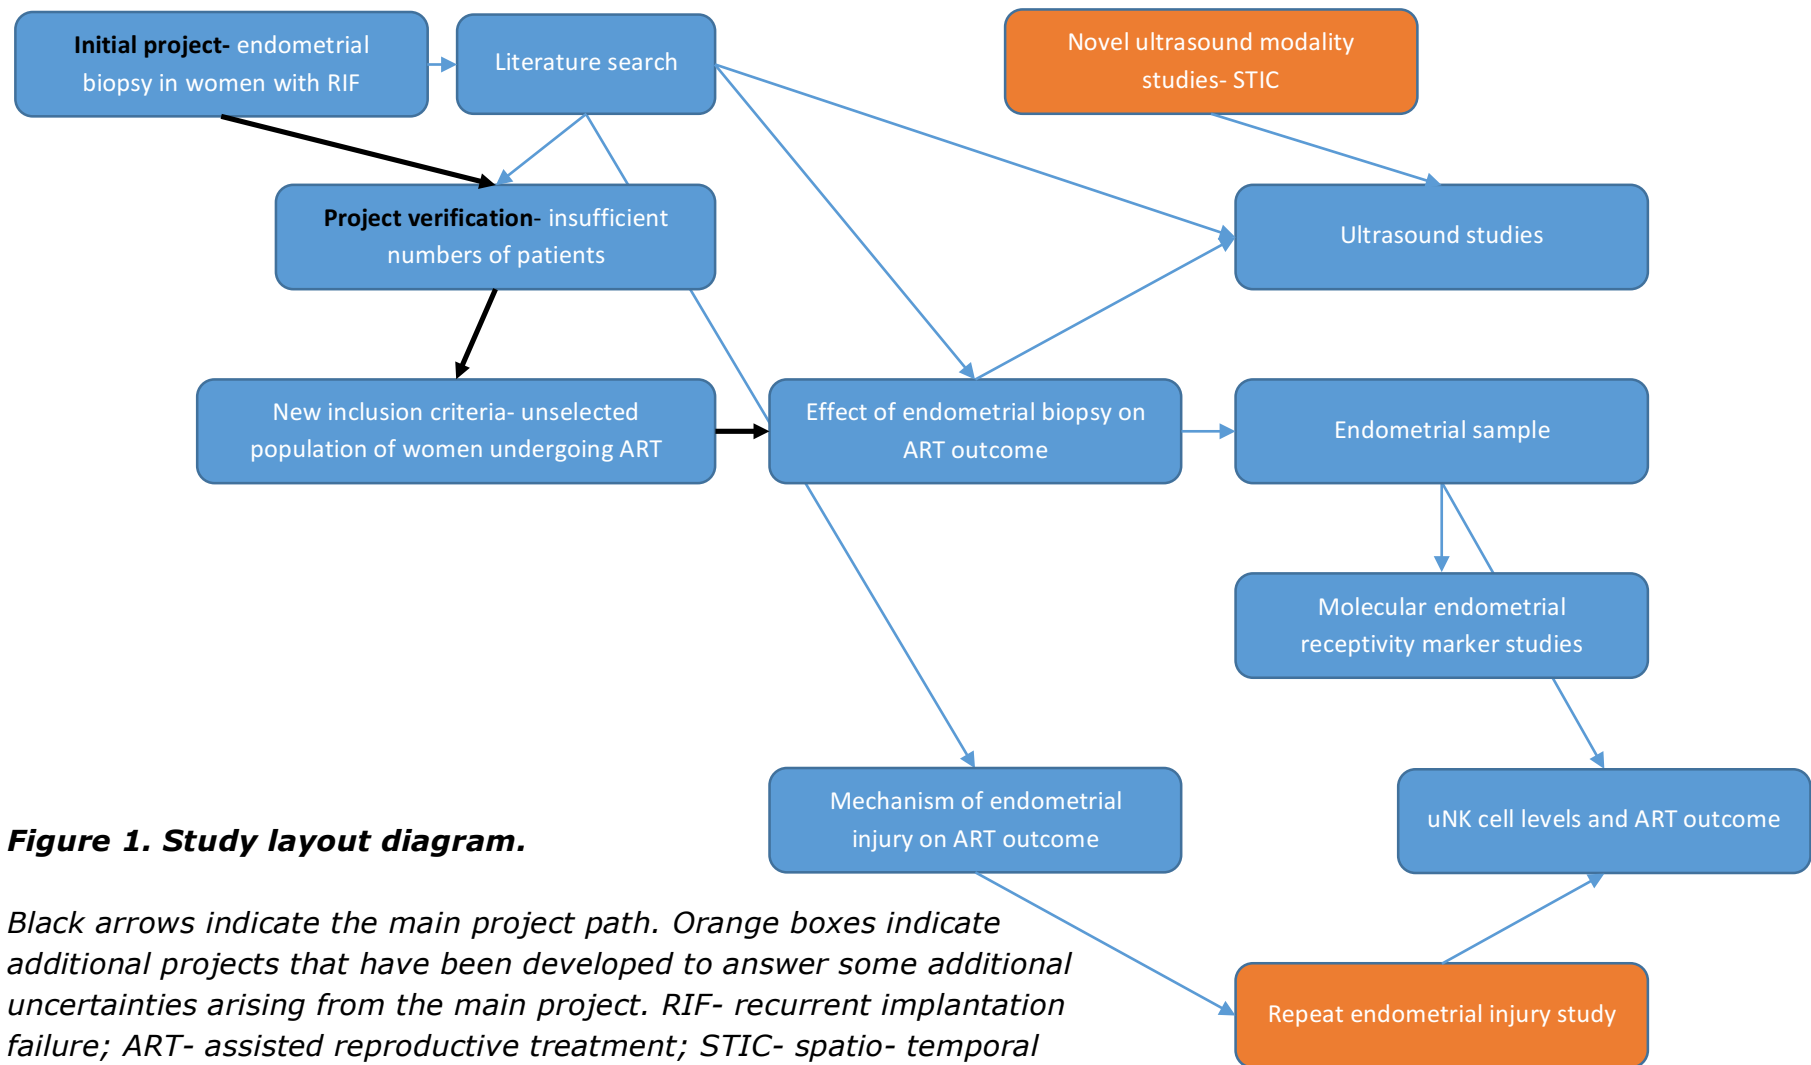 Initial project- endometrial
biopsy in women with RIF
Literature search
Novel ultrasound modality
studies- STIC
Project verification- insufficient
numbers of patients
Ultrasound studies
New inclusion criteria- unselected
population of women undergoing ART
Effect of endometrial biopsy on
ART outcome
Endometrial sample
Molecular endometrial
receptivity marker studies
Mechanism of endometrial
injury on ART outcome
uNK cell levels and ART outcome
Repeat endometrial injury study
Figure 1. Study layout diagram.
Black arrows indicate the main project path. Orange boxes indicate
additional projects that have been developed to answer some additional
uncertainties arising from the main project. RIF- recurrent implantation
failure; ART- assisted reproductive treatment; STIC- spatio- temporal